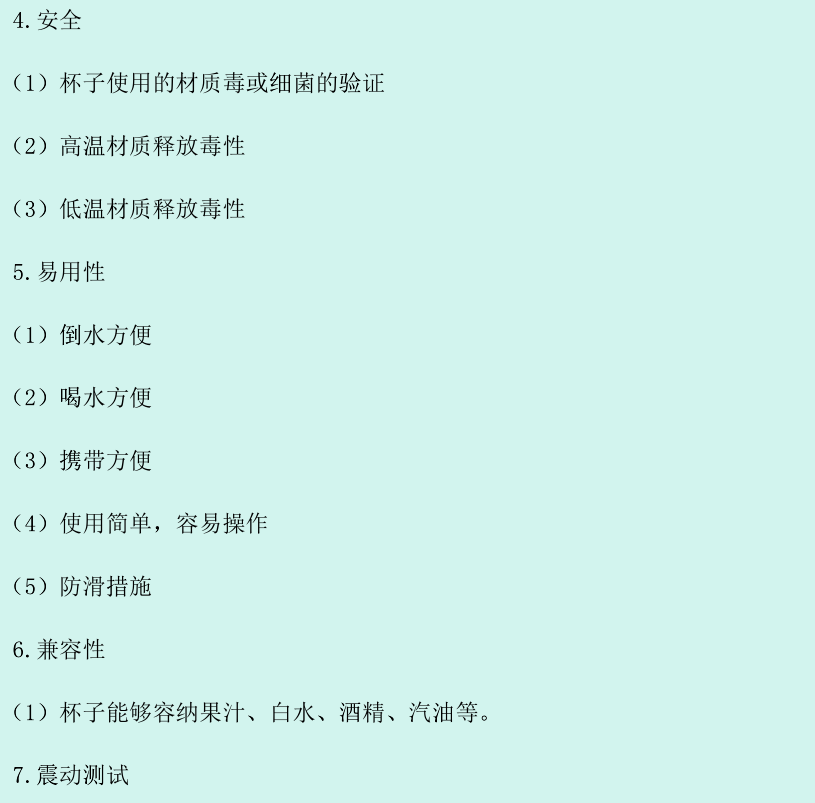 4.安全
（1）杯子使用的材质毒或细菌的验证
（2）高温材质释放毒性
（3）低温材质释放毒性
5.易用性
（1）倒水方便
（2）喝水方便
（3）携带方便
（4）使用简单，容易操作
（5）防滑措施
6.兼容性
（1）杯子能够容纳果汁、白水、酒精、汽油等。
7.震动测试